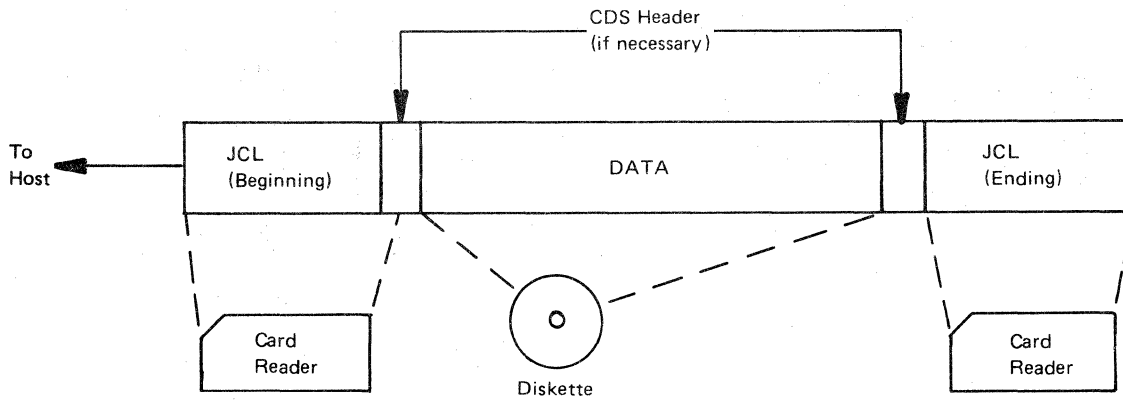 CDS Header
(if necessary)
To
Host
JCL
(Beginning)
DATA
JCL
(Ending)
Card
Reader
Diskette
Card
Reader